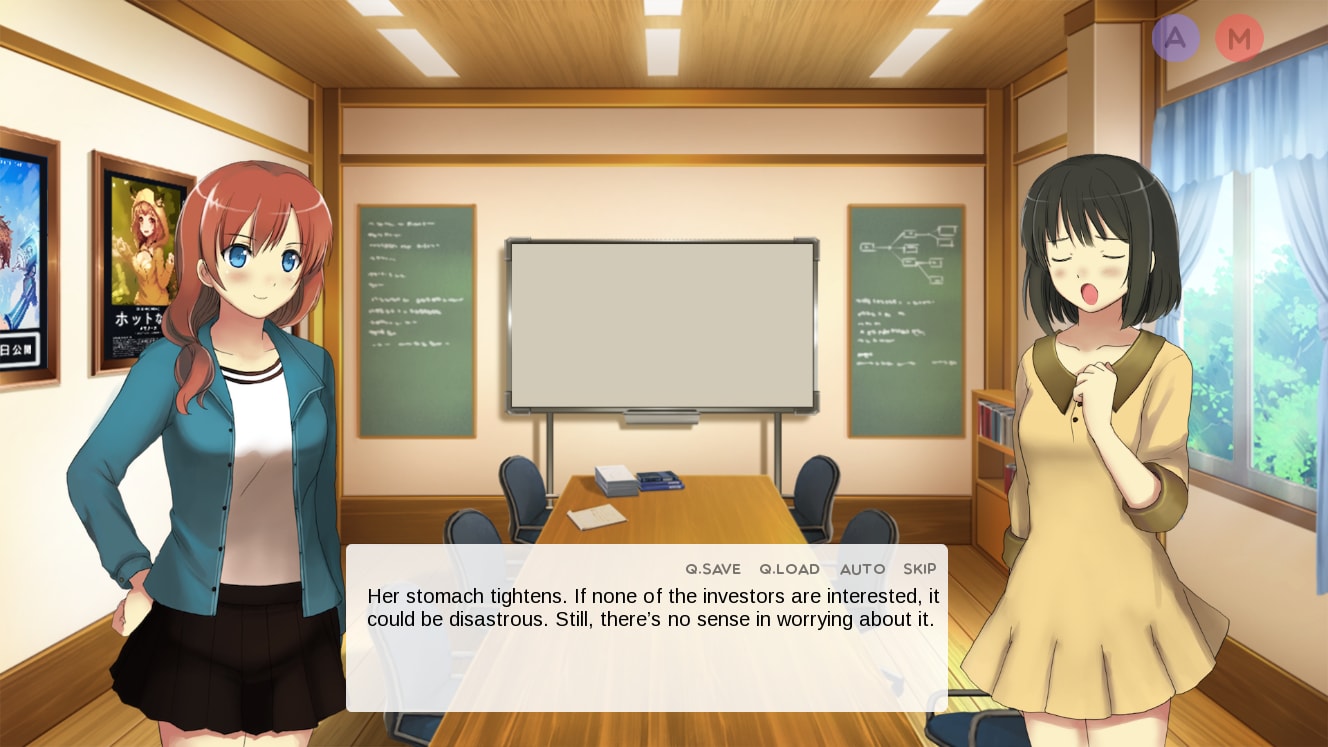 A M
ホットな
日公開
Q.SAVE Q.LOAD AUTO SKIP
Her stomach tightens. If none of the investors are interested, it
could be disastrous. Still, there’s no sense in worrying about it.